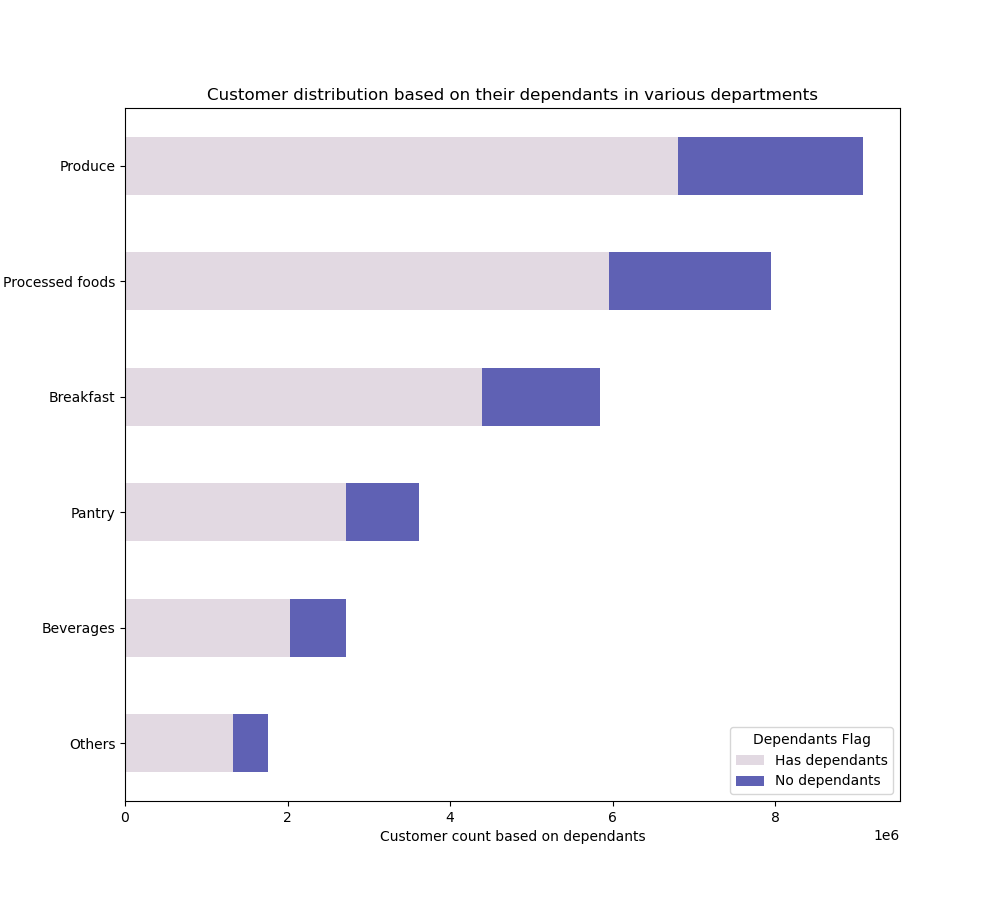 Customer distribution based on their dependants in various departments
Produce
Processed foods
Breakfast
Pantry
Beverages
Others
Dependants Flag
Has dependants
No dependants
0 2 4 6 8
1e6
Customer count based on dependants